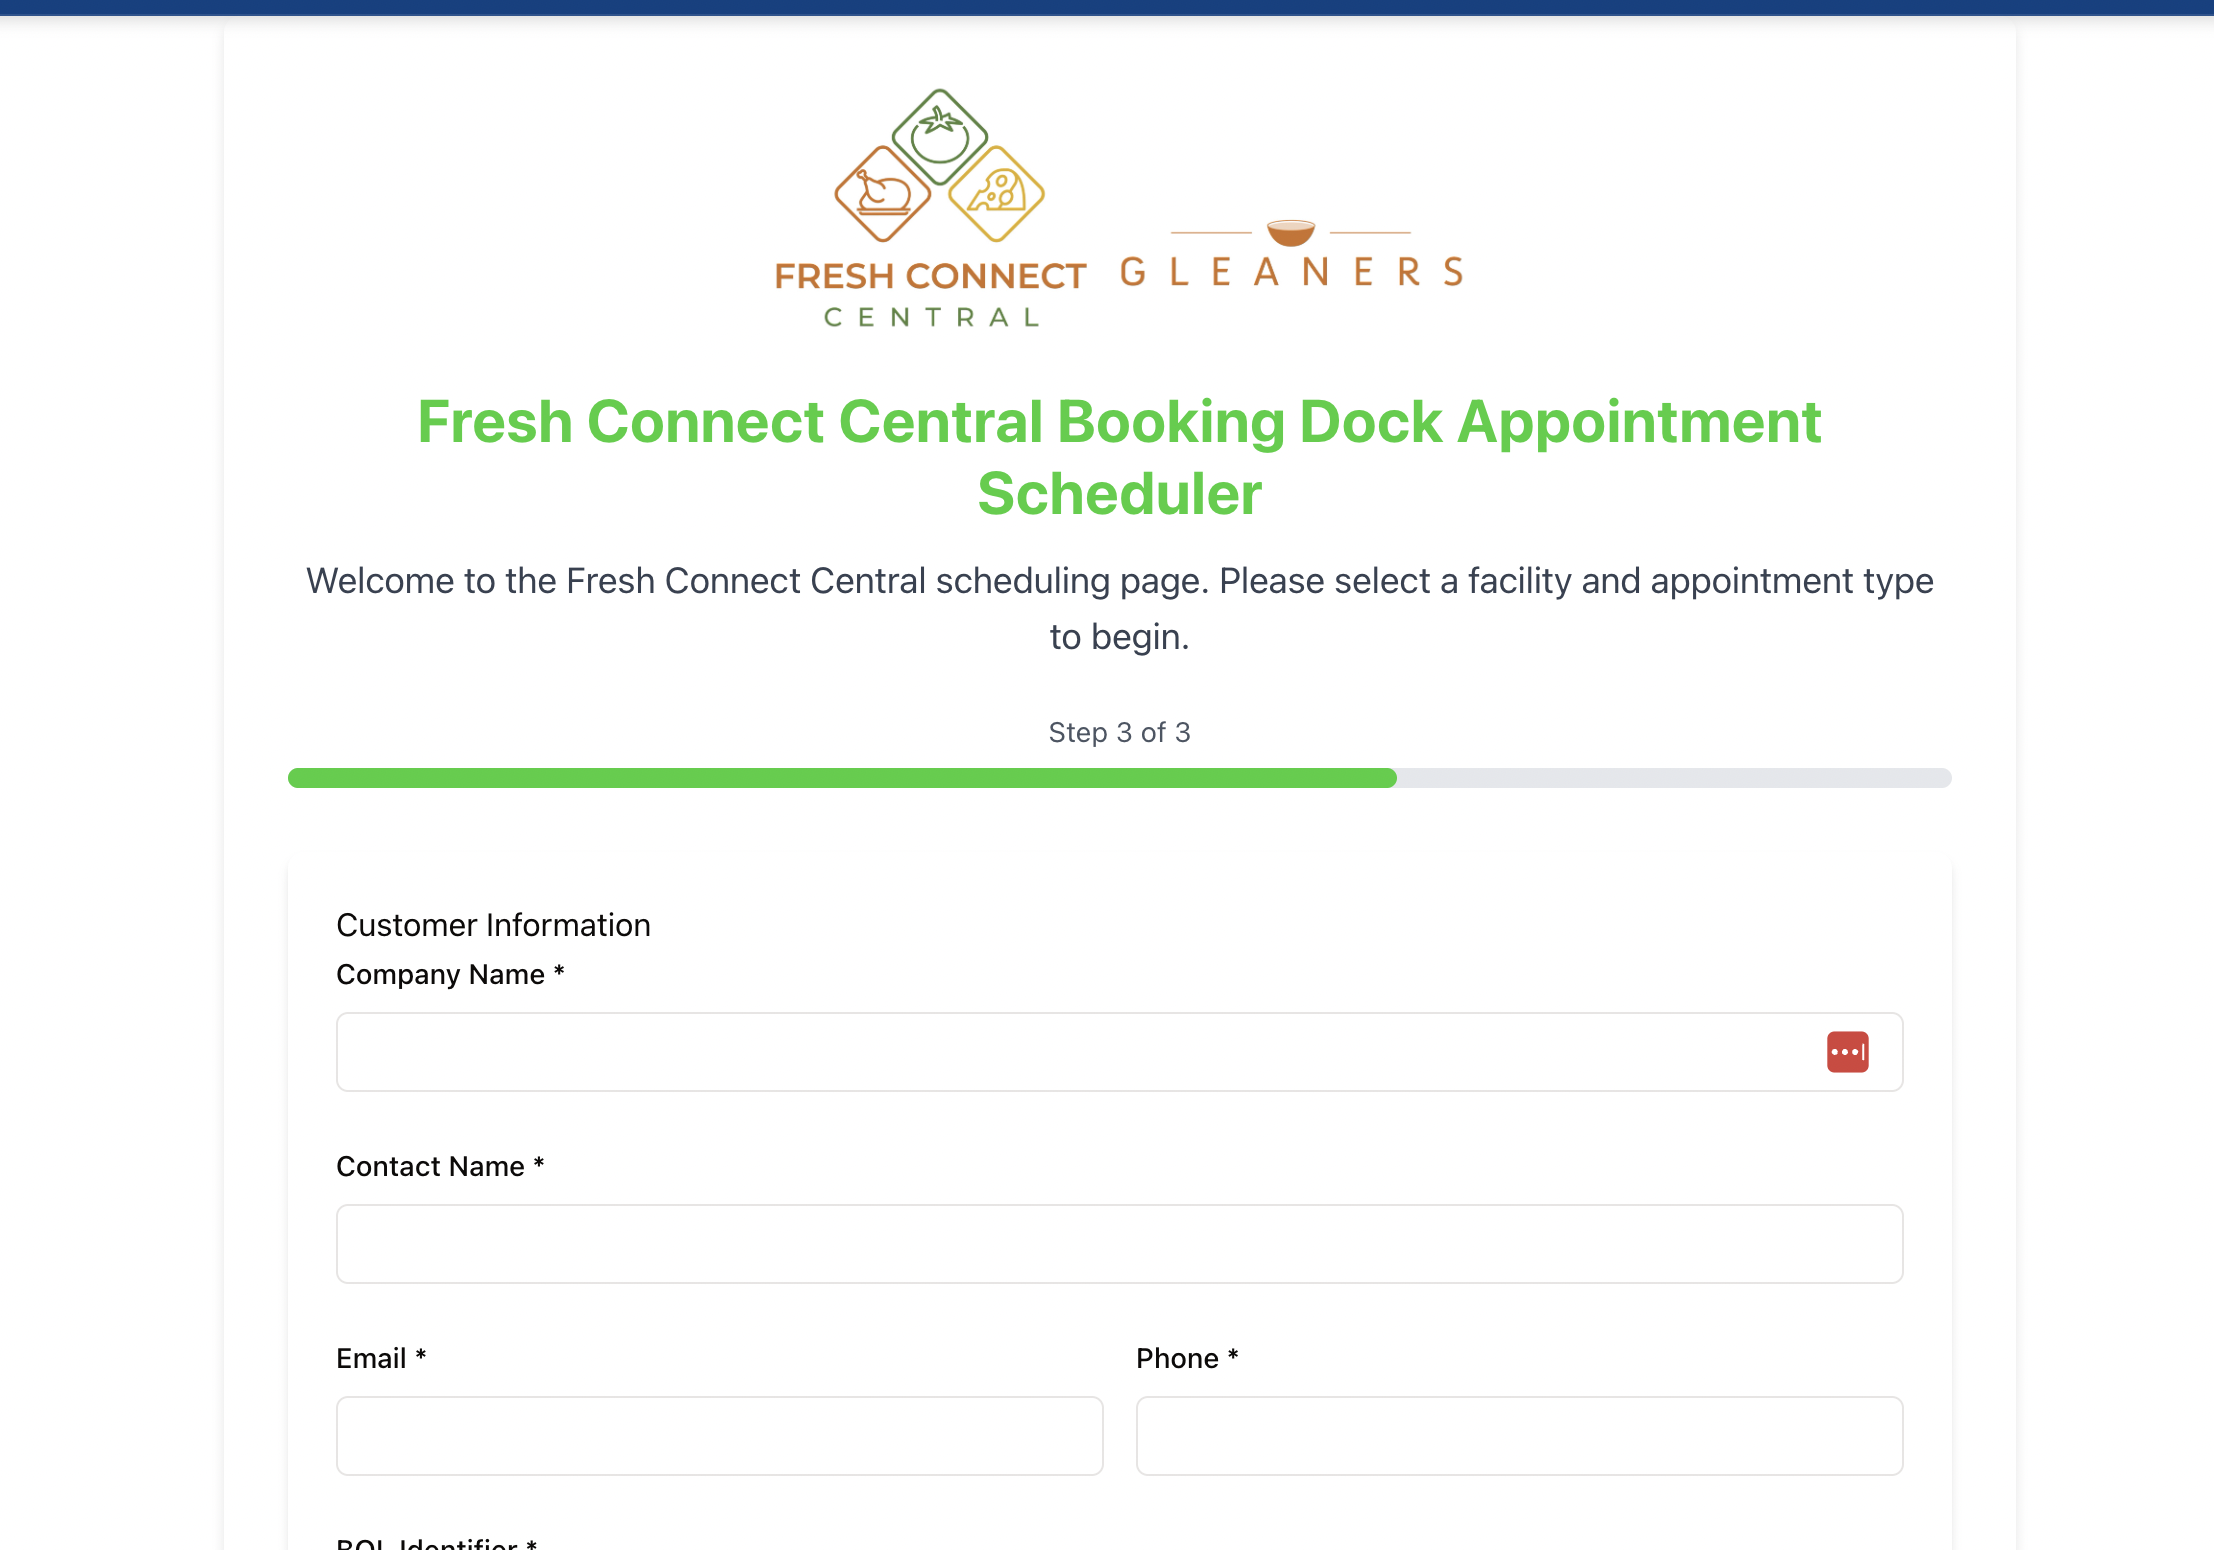 FRESH CONNECT
CENTRAL
GLEANERS
Fresh Connect Central Booking Dock Appointment
Scheduler
Welcome to the Fresh Connect Central scheduling page. Please select a facility and appointment type
to begin.
Step 3 of 3
Customer Information
Company Name *
Contact Name *
Email *
Phone *
BOL Identifier *